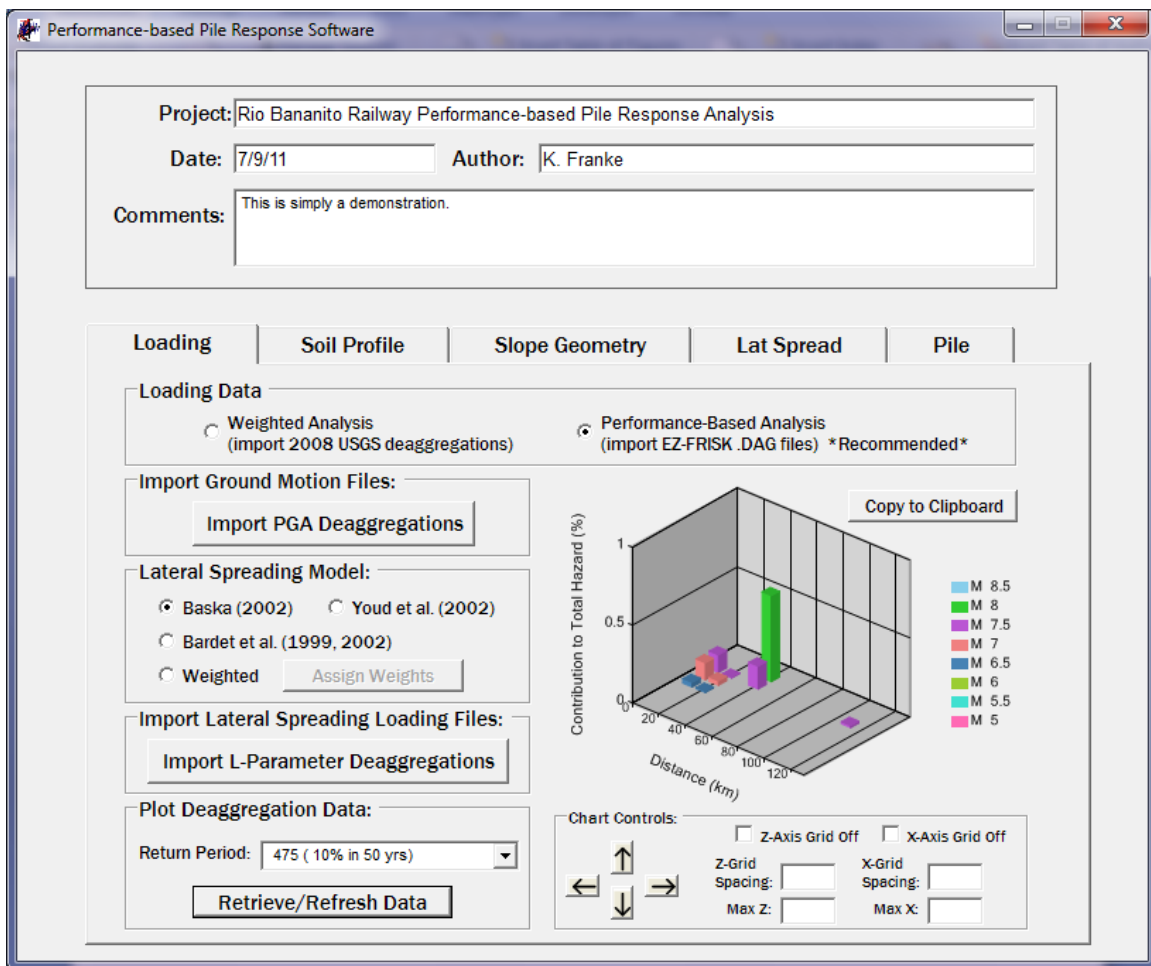 Performance-based Pile Response Software
Project: Rio Bananito Railway Performance-based Pile Response Analysis
Date: 7/9/11 Author: K. Franke
Comments: This is simply a demonstration.
Loading Soil Profile Slope Geometry Lat Spread Pile
Loading Data
Weighted Analysis
(import 2008 USGS deaggregations)
Performance-Based Analysis
(import EZ-FRISK .DAG files) *Recommended*
Import Ground Motion Files:
Import PGA Deaggregations
Lateral Spreading Model:
Baska (2002) Youd et al. (2002)
Bardet et al. (1999, 2002)
Weighted Assign Weights
Import Lateral Spreading Loading Files:
Import L-Parameter Deaggregations
Plot Deaggregation Data:
Return Period: 475 ( 10% in 50 yrs)
Retrieve/Refresh Data
Copy to Clipboard
Contribution to Total Hazard (%)
1
0.5
0
0
20
40
60
80
100
120
Distance (km)
M 8.5
M 8
M 7.5
M 7
M 6.5
M 6
M 5.5
M 5
Chart Controls:
Z-Axis Grid Off X-Axis Grid Off
Z-Grid
Spacing:
X-Grid
Spacing:
Max Z: Max X: